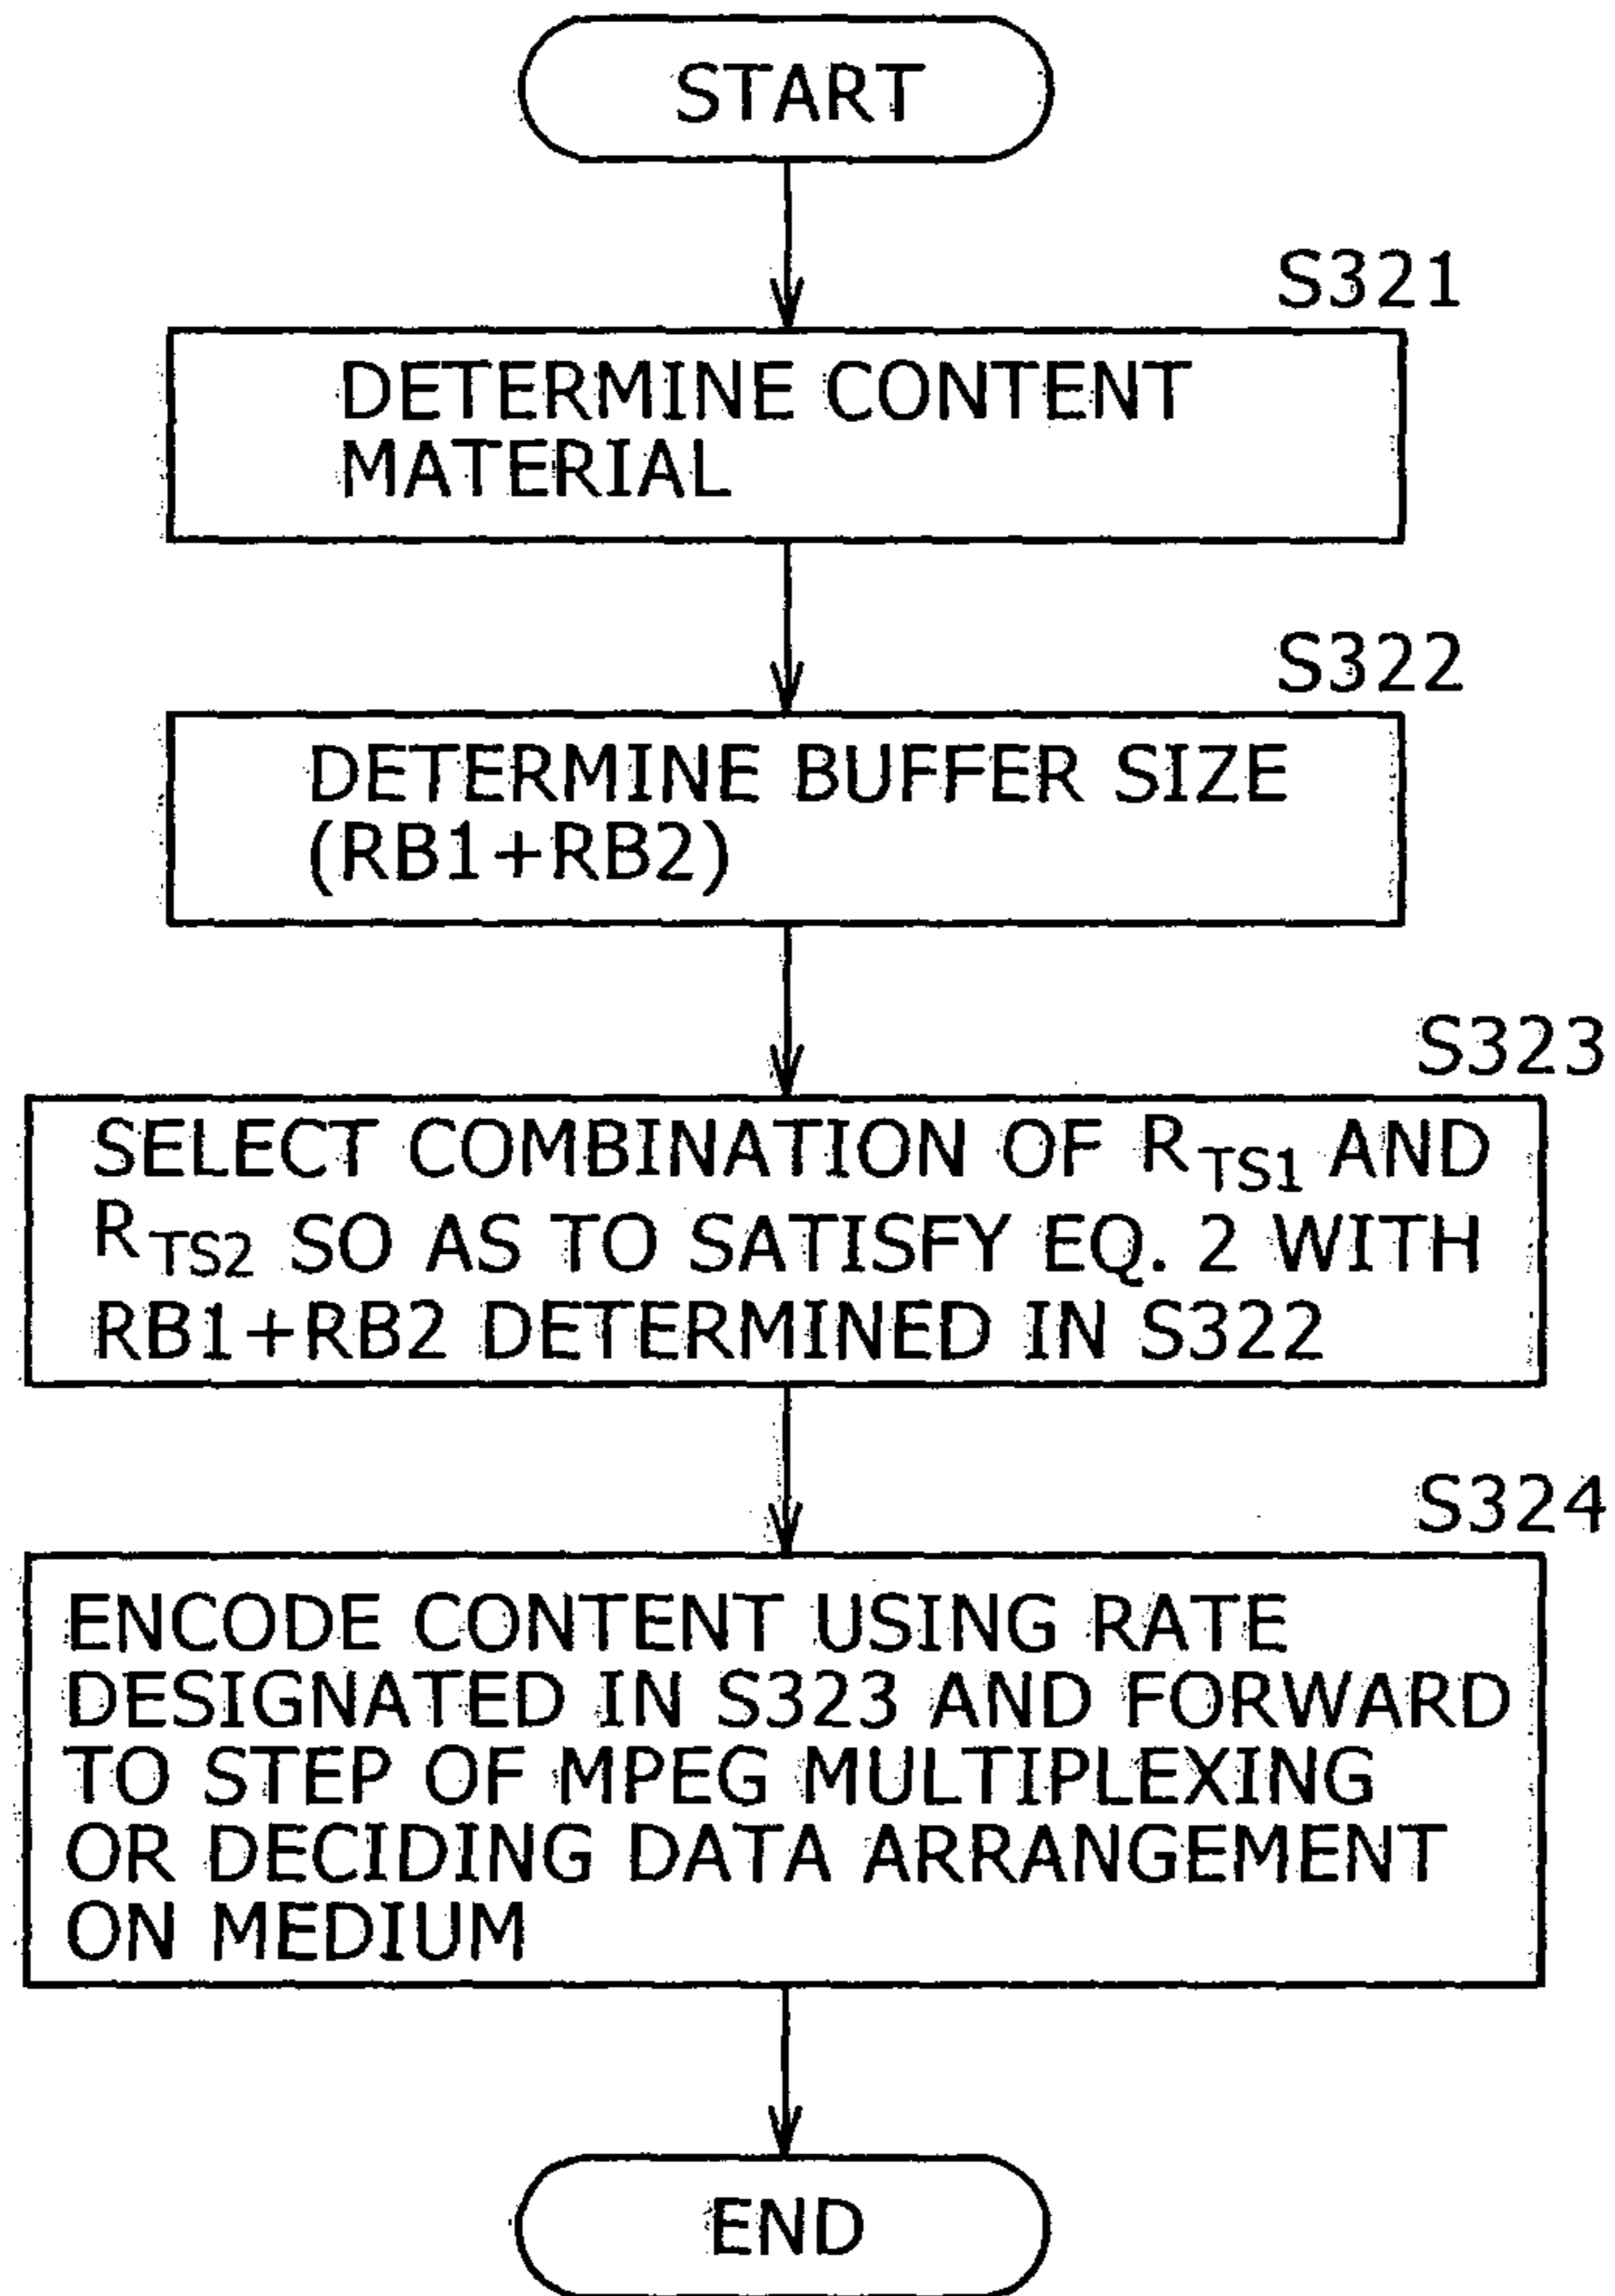 START
S321
DETERMINE CONTENT
MATERIAL
S322
DETERMINE BUFFER SIZE
(RB1+RB2)
S323
SELECT COMBINATION OF RTS1 AND
RTS2 SO AS TO SATISFY EQ. 2 WITH
RB1+RB2 DETERMINED IN S322
S324
ENCODE CONTENT USING RATE
DESIGNATED IN S323 AND FORWARD
TO STEP OF MPEG MULTIPLEXING
OR DECIDING DATA ARRANGEMENT
ON MEDIUM
END